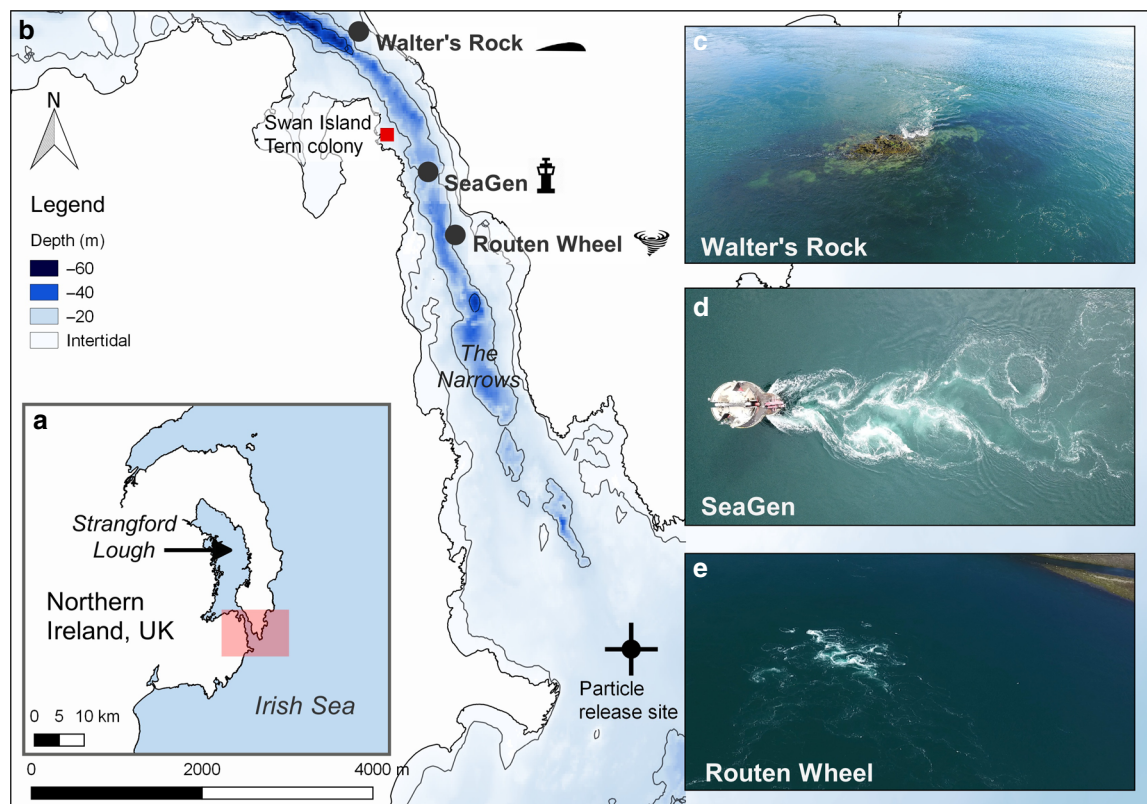 b
Walter's Rock
N
Swan Island
Tern colony
SeaGen
Routen Wheel
Legend
Depth (m)
–60
–40
–20
Intertidal
The
Narrows
Particle
release site
0
2000
4000 m
a
Strangford
Lough
Northern
Ireland, UK
Irish Sea
0 5 10 km
c
Walter's Rock
d
SeaGen
e
Routen Wheel